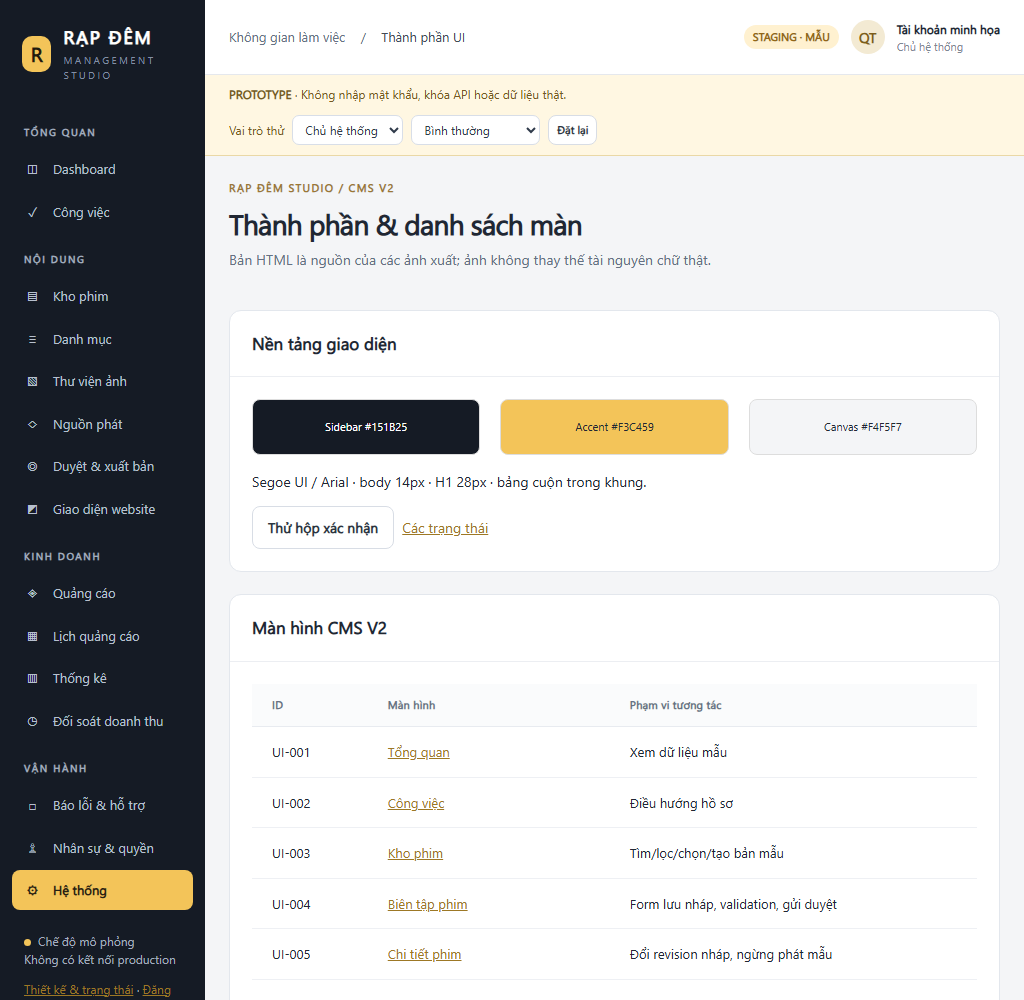 R
RẠP ĐÊM
MANAGEMENT
STUDIO
TỔNG QUAN
Dashboard
Công việc
NỘI DUNG
Kho phim
Danh mục
Thư viện ảnh
Nguồn phát
Duyệt & xuất bản
Giao diện website
KINH DOANH
Quảng cáo
Lịch quảng cáo
Thống kê
Đối soát doanh thu
VẬN HÀNH
Báo lỗi & hỗ trợ
Nhân sự & quyền
Hệ thống
Chế độ mô phỏng
Không có kết nối production
Thiết kế & trạng thái · Đăng
Không gian làm việc / Thành phần UI
STAGING · MẪU
QT
Tài khoản minh họa
Chủ hệ thống
PROTOTYPE · Không nhập mật khẩu, khóa API hoặc dữ liệu thật.
Vai trò thử Chủ hệ thống Bình thường Đặt lại
RẠP ĐÊM STUDIO / CMS V2
Thành phần & danh sách màn
Bản HTML là nguồn của các ảnh xuất; ảnh không thay thế tài nguyên chữ thật.
Nền tảng giao diện
Sidebar #151B25 Accent #F3C459 Canvas #F4F5F7
Segoe UI / Arial · body 14px · H1 28px · bảng cuộn trong khung.
Thử hộp xác nhận Các trạng thái
Màn hình CMS V2
ID Màn hình Phạm vi tương tác
UI-001 Tổng quan Xem dữ liệu mẫu
UI-002 Công việc Điều hướng hồ sơ
UI-003 Kho phim Tìm/lọc/chọn/tạo bản mẫu
UI-004 Biên tập phim Form lưu nháp, validation, gửi duyệt
UI-005 Chi tiết phim Đổi revision nháp, ngừng phát mẫu